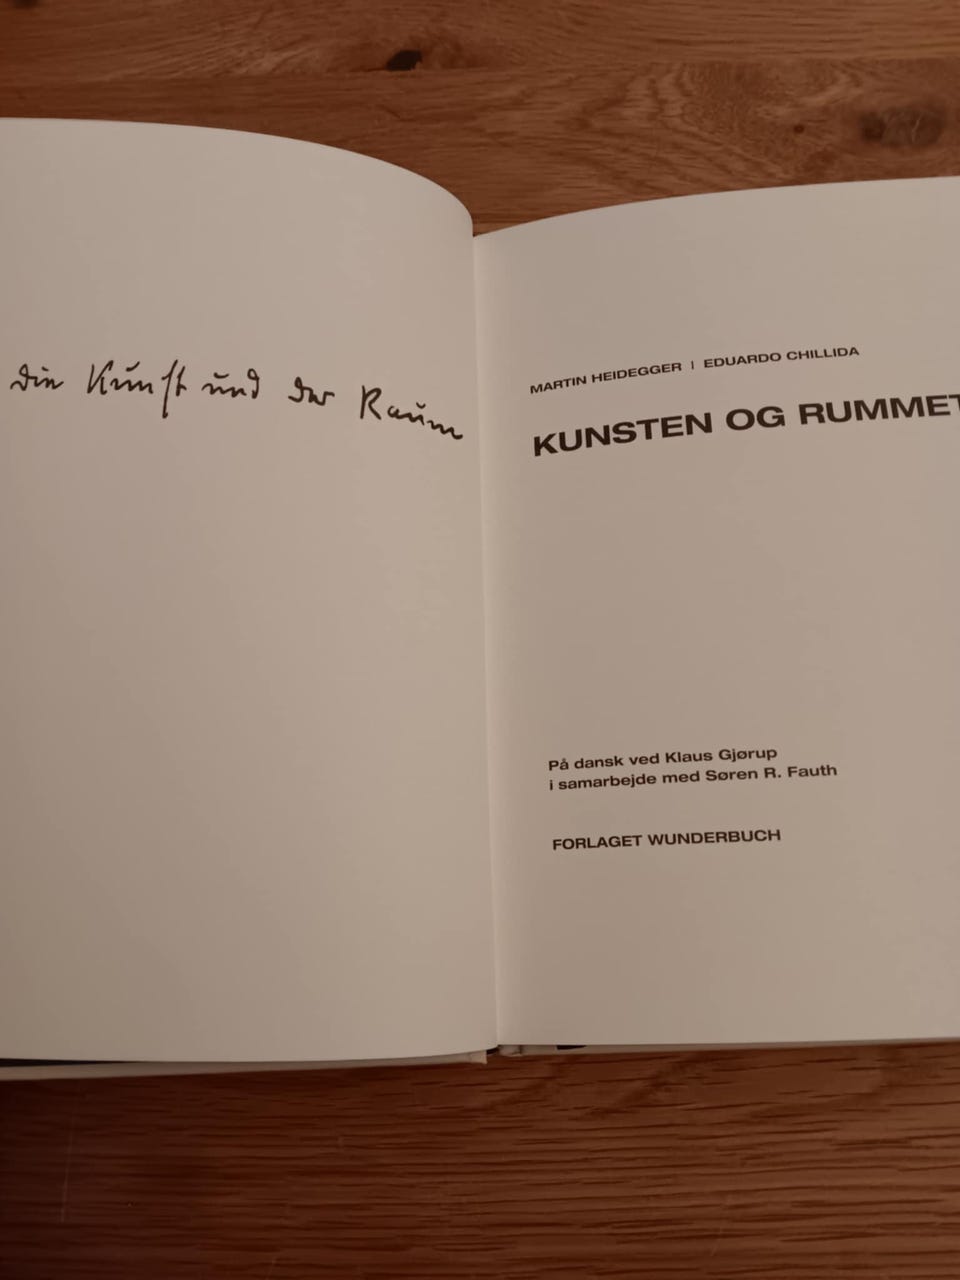 Die Kunst und der Raum
MARTIN HEIDEGGER | EDUARDO CHILLIDA
KUNSTEN OG RUMMET
På dansk ved Klaus Gjørup
i samarbejde med Søren R. Fauth
FORLAGET WUNDERBUCH